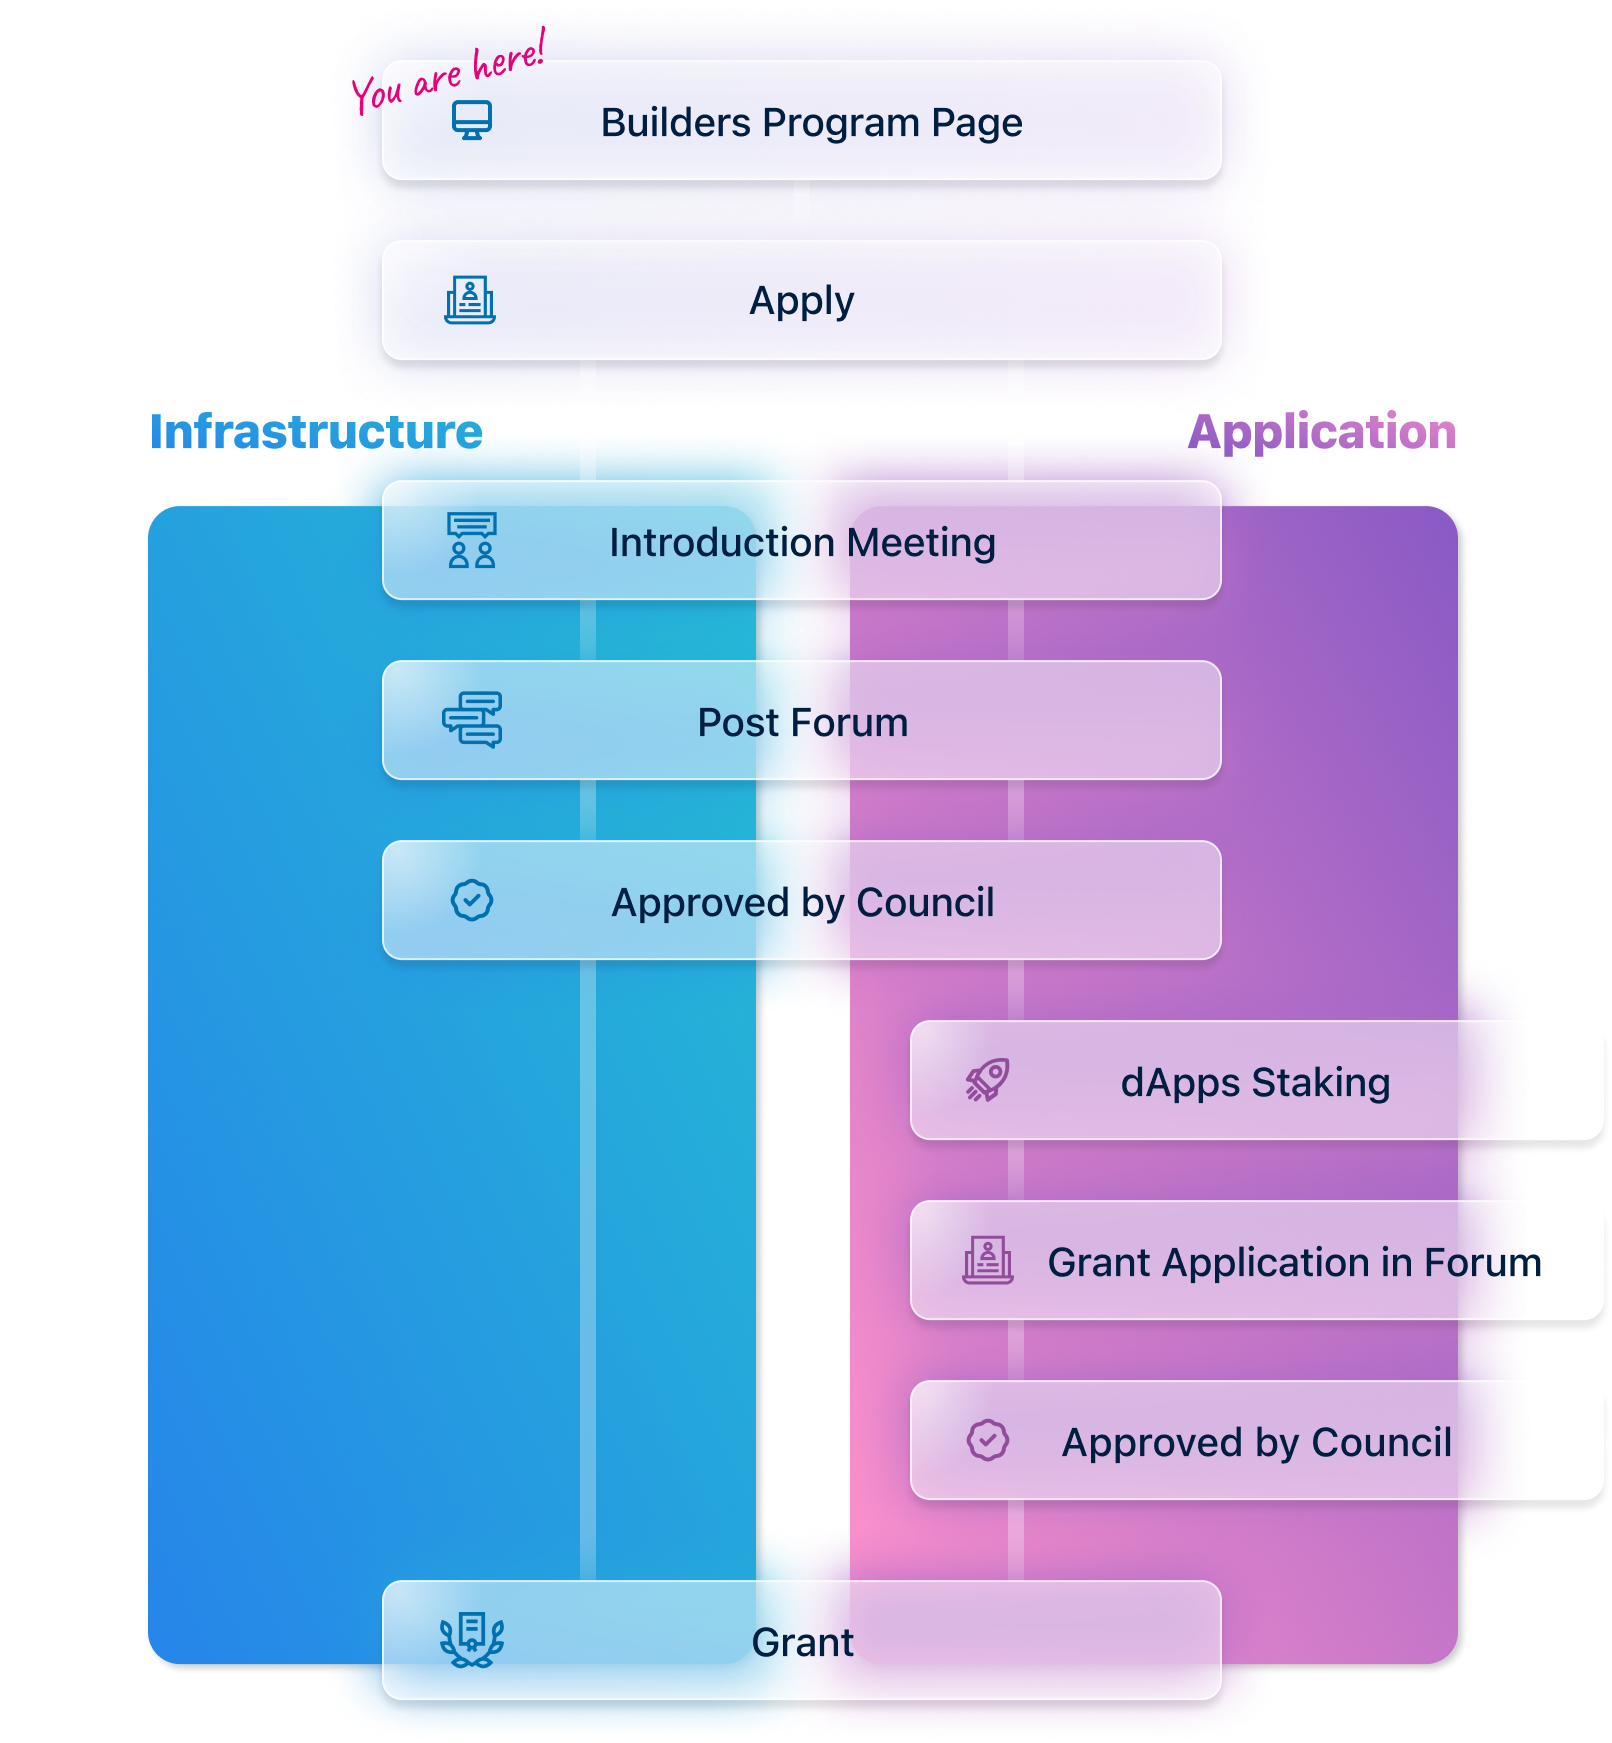 You are here!
Builders Program Page
Apply
Infrastructure
Application
Introduction Meeting
Post Forum
Approved by Council
dApps Staking
Grant Application in Forum
Approved by Council
Grant